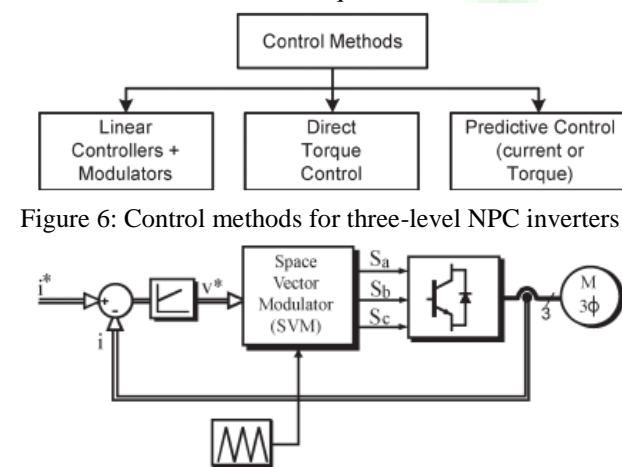 Control Methods
Linear
Controllers +
Modulators
Direct
Torque
Control
Predictive Control
(current or
Torque)
Figure 6: Control methods for three-level NPC inverters
i*
+
-
i
v*
Space
Vector
Modulator
(SVM)
Sa
Sb
Sc
3
M
3ϕ